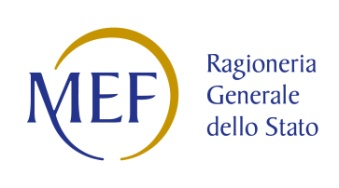 MEF
Ragioneria
Generale
dello Stato